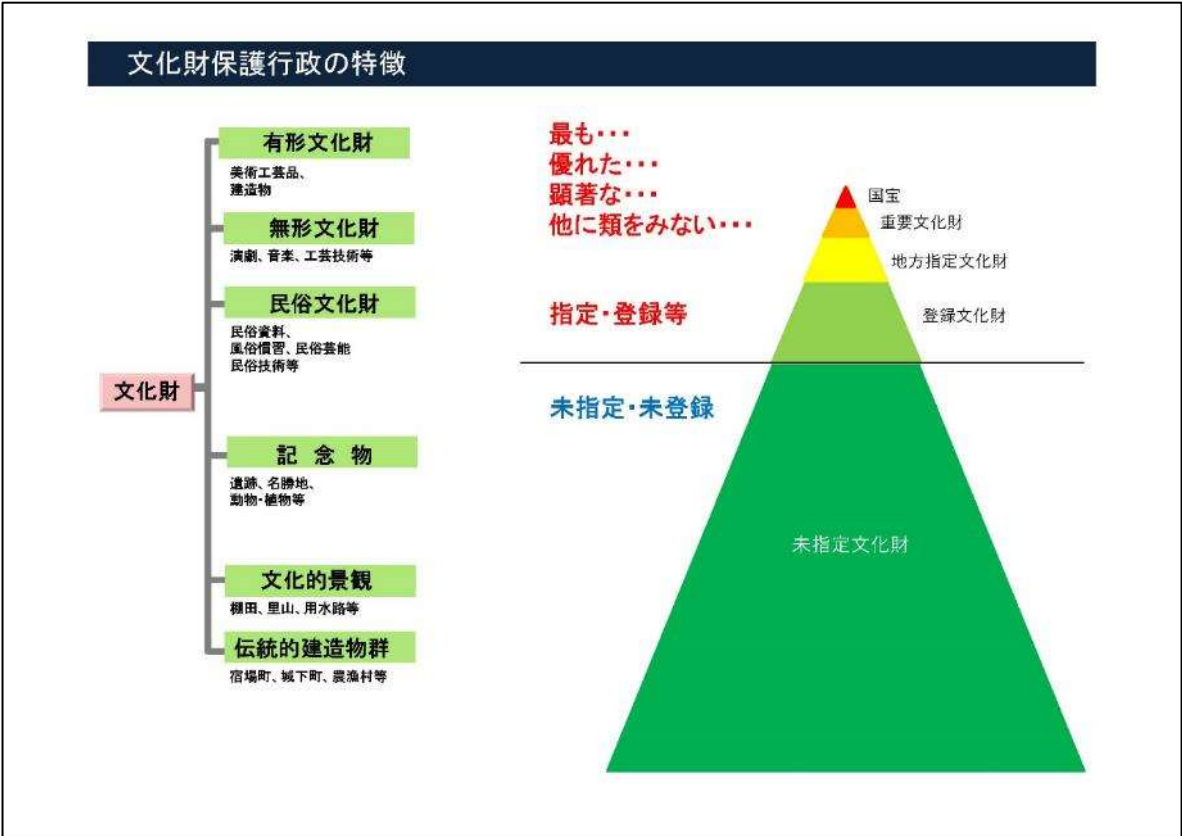 文化財保護行政の特徴
文化財
有形文化財
美術工芸品、
建造物
無形文化財
演劇、音楽、工芸技術等
民俗文化財
民俗資料、
風俗慣習、民俗芸能
民俗技術等
記念物
遺跡、名勝地、
動物・植物等
文化的景観
棚田、里山、用水路等
伝統的建造物群
宿場町、城下町、農漁村等
最も・・・
優れた・・・
顕著な・・・
他に類をみない・・・
指定・登録等
未指定・未登録
国宝
重要文化財
地方指定文化財
登録文化財
未指定文化財